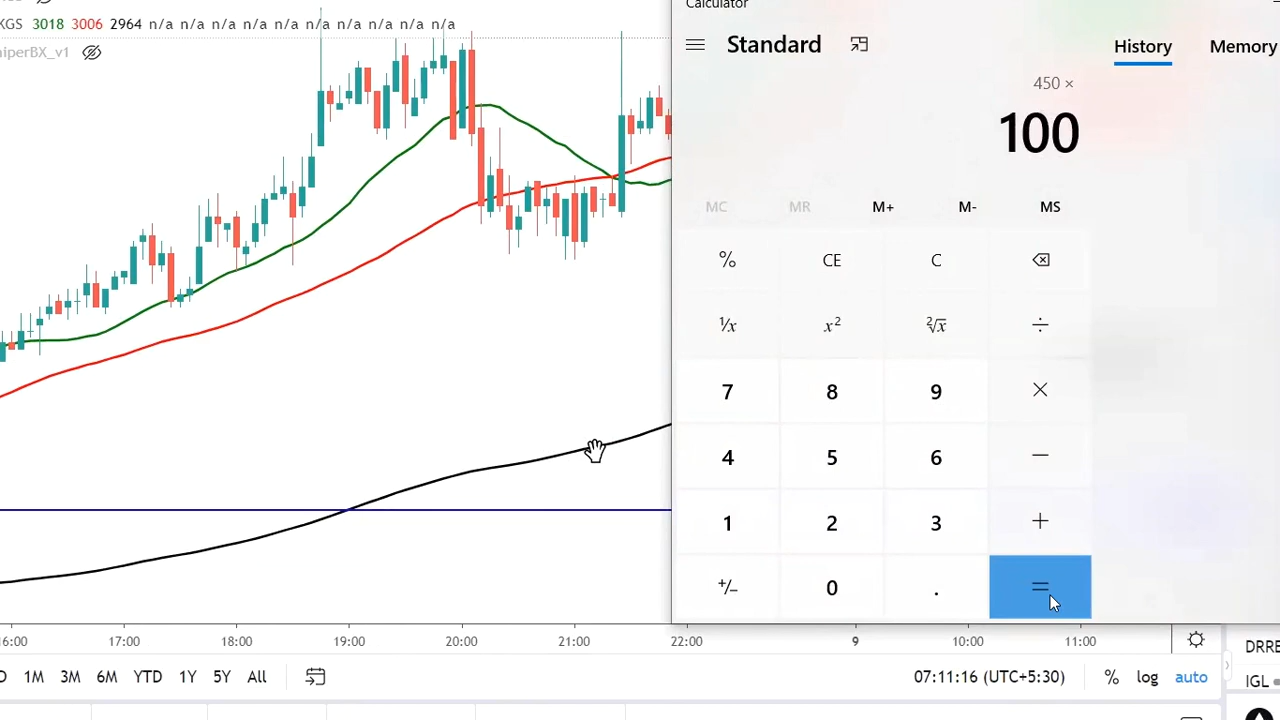 Calculator
KGS 3018 3006 2964 n/a n/a n/a n/a n/a n/a n/a n/a n/a n/a
niperBX_v1
Standard
History Memory
450 ×
100
MC MR M+ M- MS
% CE C
¹/x x² ²√x ÷
7 8 9 ×
4 5 6 −
1 2 3 +
+/− 0 . =
16:00 17:00 18:00 19:00 20:00 21:00 22:00 9 10:00 11:00
D 1M 3M 6M YTD 1Y 5Y All 07:11:16 (UTC+5:30) % log auto
DRRE
IGL